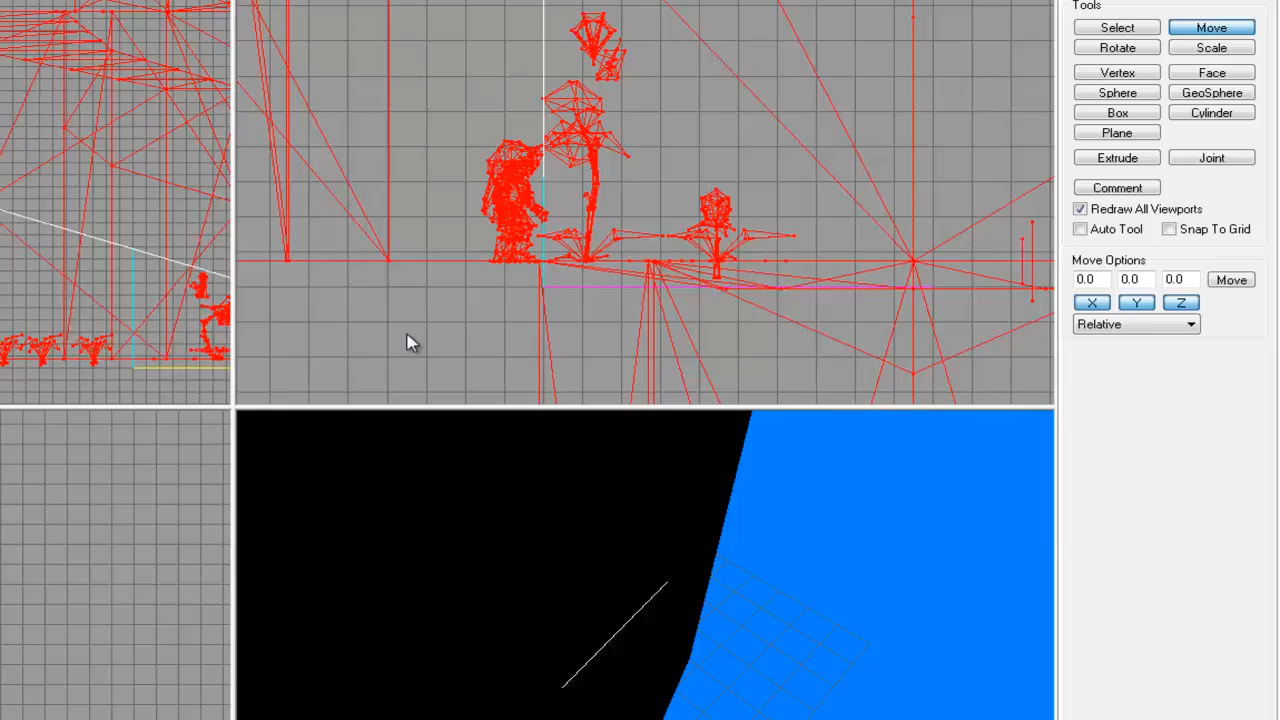 Tools
Select Move
Rotate Scale
Vertex Face
Sphere GeoSphere
Box Cylinder
Plane
Extrude Joint
Comment
Redraw All Viewports
Auto Tool Snap To Grid
Move Options
0.0 0.0 0.0 Move
X Y Z
Relative